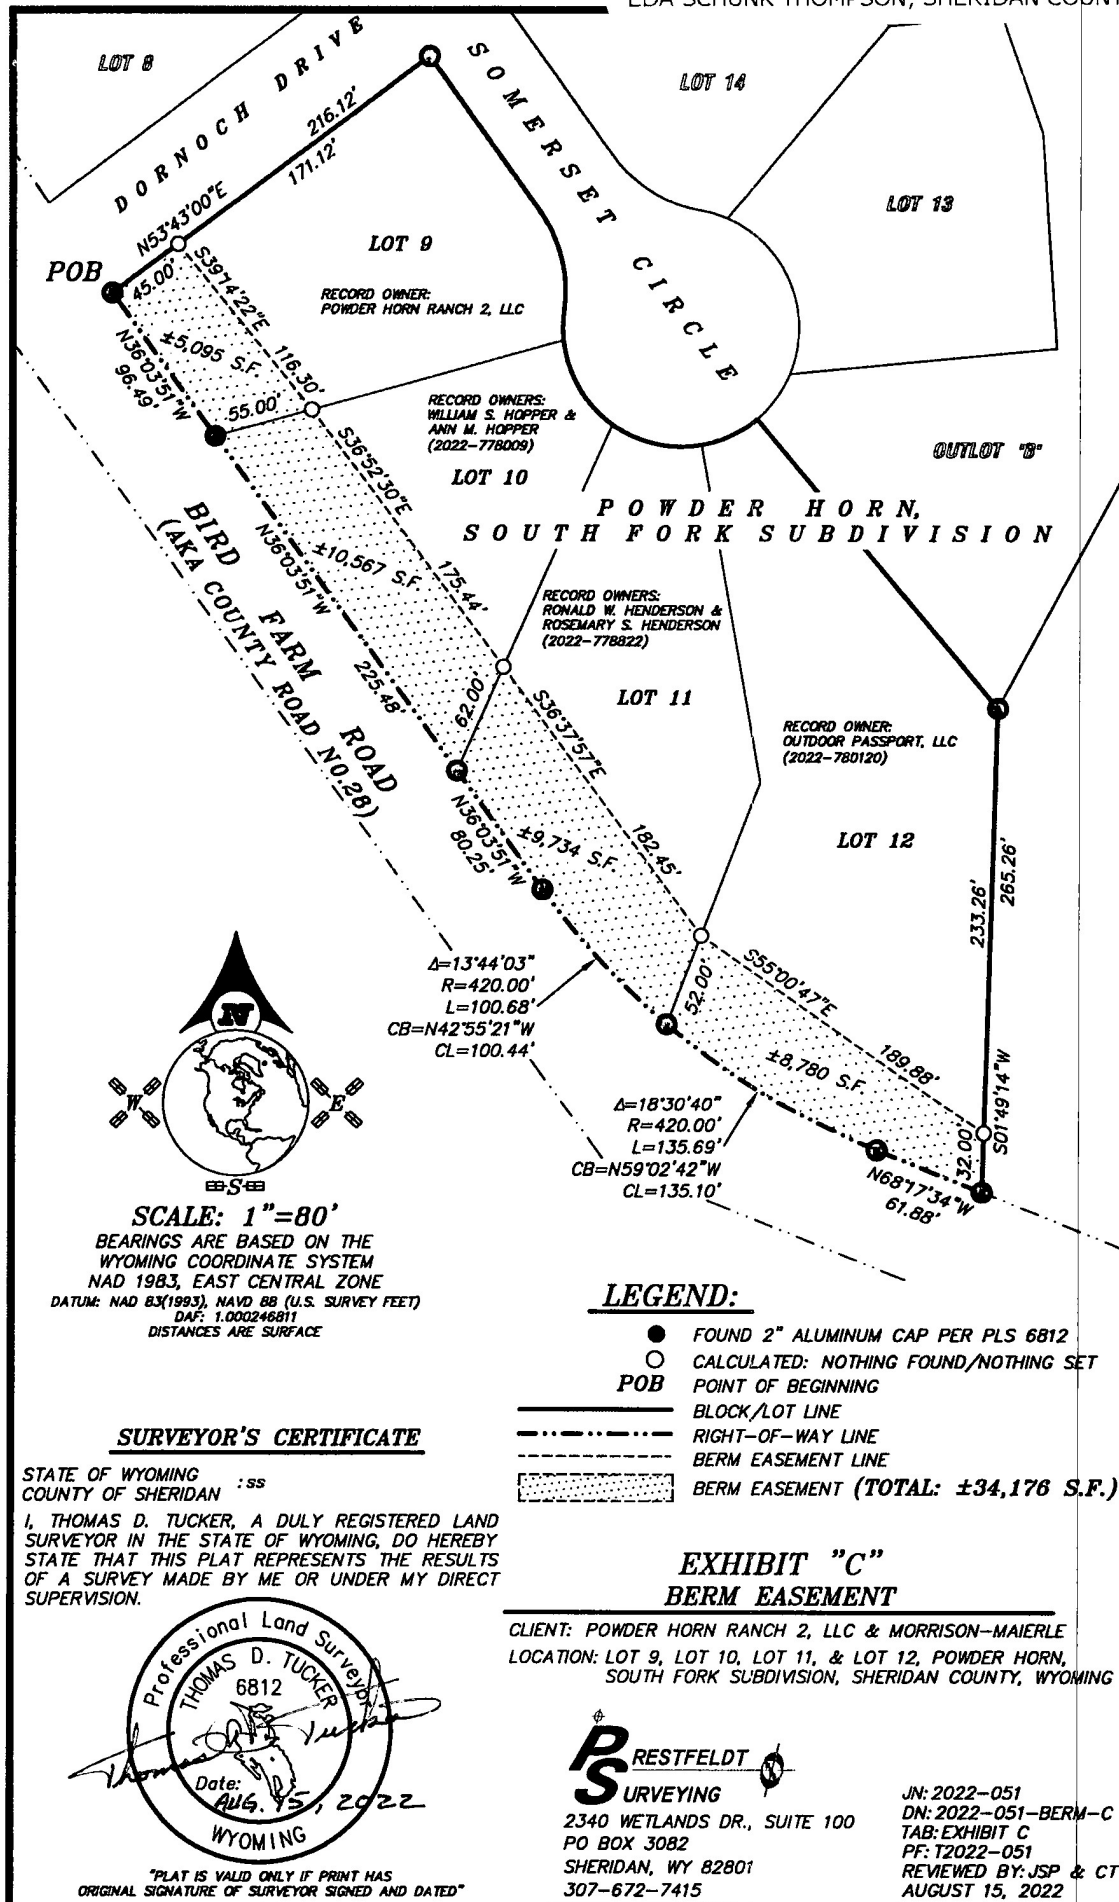 LOT 8
DORNOCH DRIVE
SOMERSET CIRCLE
LOT 14
LOT 13
216.12'
171.12'
N53°43'00"E
45.00'
POB
LOT 9
RECORD OWNER:
POWDER HORN RANCH 2, LLC
S39°14'22"E
116.30'
±5,095 S.F.
N36°03'51"W
96.49'
55.00'
RECORD OWNERS:
WILLIAM S. HOPPER &
ANN M. HOPPER
(2022-778009)
LOT 10
OUTLOT "B"
POWDER HORN,
SOUTH FORK SUBDIVISION
S36°52'30"E
175.44'
±10,567 S.F.
N36°03'51"W
225.48'
BIRD FARM ROAD
(AKA COUNTY ROAD NO.28)
RECORD OWNERS:
RONALD W. HENDERSON &
ROSEMARY S. HENDERSON
(2022-778822)
62.00'
LOT 11
S36°37'57"E
182.45'
RECORD OWNER:
OUTDOOR PASSPORT, LLC
(2022-780120)
LOT 12
N36°03'51"W
80.25'
±9,734 S.F.
233.26'
265.26'
S01°49'14"W
Δ=13°44'03"
R=420.00'
L=100.68'
CB=N42°55'21"W
CL=100.44'
52.00'
S55°00'47"E
189.88'
±8,780 S.F.
Δ=18°30'40"
R=420.00'
L=135.69'
CB=N59°02'42"W
CL=135.10'
32.00'
N68°17'34"W
61.88'
N
W
E
S
SCALE: 1"=80'
BEARINGS ARE BASED ON THE
WYOMING COORDINATE SYSTEM
NAD 1983, EAST CENTRAL ZONE
DATUM: NAD 83(1993), NAVD 88 (U.S. SURVEY FEET)
DAF: 1.000246811
DISTANCES ARE SURFACE
LEGEND:
FOUND 2" ALUMINUM CAP PER PLS 6812
CALCULATED: NOTHING FOUND/NOTHING SET
POB POINT OF BEGINNING
BLOCK/LOT LINE
RIGHT-OF-WAY LINE
BERM EASEMENT LINE
BERM EASEMENT (TOTAL: ±34,176 S.F.)
SURVEYOR'S CERTIFICATE
STATE OF WYOMING
:ss
COUNTY OF SHERIDAN
I, THOMAS D. TUCKER, A DULY REGISTERED LAND
SURVEYOR IN THE STATE OF WYOMING, DO HEREBY
STATE THAT THIS PLAT REPRESENTS THE RESULTS
OF A SURVEY MADE BY ME OR UNDER MY DIRECT
SUPERVISION.
Professional Land Surveyor
THOMAS D. TUCKER
6812
Thomas D. Tucker
Date:
AUG. 15, 2022
WYOMING
"PLAT IS VALID ONLY IF PRINT HAS
ORIGINAL SIGNATURE OF SURVEYOR SIGNED AND DATED"
EXHIBIT "C"
BERM EASEMENT
CLIENT: POWDER HORN RANCH 2, LLC & MORRISON-MAIERLE
LOCATION: LOT 9, LOT 10, LOT 11, & LOT 12, POWDER HORN,
SOUTH FORK SUBDIVISION, SHERIDAN COUNTY, WYOMING
PRESTFELDT
SURVEYING
2340 WETLANDS DR., SUITE 100
PO BOX 3082
SHERIDAN, WY 82801
307-672-7415
JN: 2022-051
DN: 2022-051-BERM-C
TAB: EXHIBIT C
PF: T2022-051
REVIEWED BY: JSP & CT
AUGUST 15, 2022